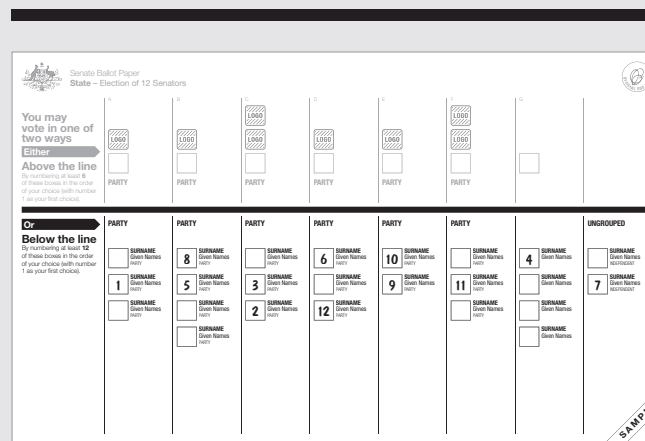 Senate Ballot Paper
State – Election of 12 Senators
A B C D E F G
You may
vote in one of
two ways
LOGO LOGO
LOGO LOGO LOGO LOGO LOGO LOGO
Either
Above the line
By numbering at least 6
of these boxes in the order
of your choice (with number
1 as your first choice).
PARTY PARTY PARTY PARTY PARTY PARTY
Or
PARTY PARTY PARTY PARTY PARTY PARTY UNGROUPED
Below the line
By numbering at least 12
of these boxes in the order
of your choice (with number
1 as your first choice).
SURNAME SURNAME SURNAME SURNAME SURNAME SURNAME SURNAME SURNAME
8 6 10 4
Given Names Given Names Given Names Given Names Given Names Given Names Given Names Given Names
PARTY PARTY PARTY PARTY PARTY PARTY INDEPENDENT
SURNAME SURNAME SURNAME SURNAME SURNAME SURNAME SURNAME SURNAME
1 5 3 9 11 7
Given Names Given Names Given Names Given Names Given Names Given Names Given Names Given Names
PARTY PARTY PARTY PARTY PARTY PARTY INDEPENDENT
SURNAME SURNAME SURNAME SURNAME SURNAME SURNAME
2 12
Given Names Given Names Given Names Given Names Given Names Given Names
PARTY PARTY PARTY PARTY PARTY
SURNAME SURNAME
Given Names Given Names
PARTY
SAMPL